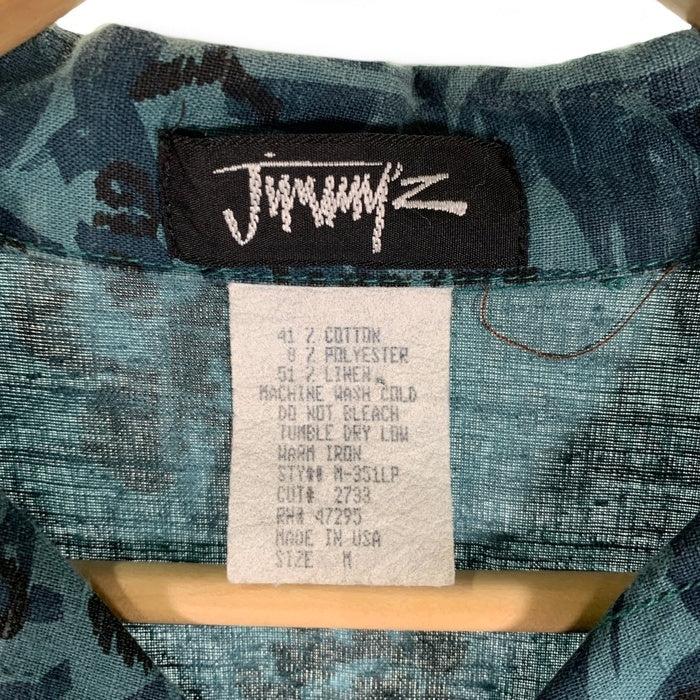 Jimmy'Z
41 % COTTON
8 % POLYESTER
51 % LINEN
MACHINE WASH COLD
DO NOT BLEACH
TUMBLE DRY LOW
WARM IRON
STY## M-351LP
CUT# 2733
RN# 47295
MADE IN USA
SIZE M